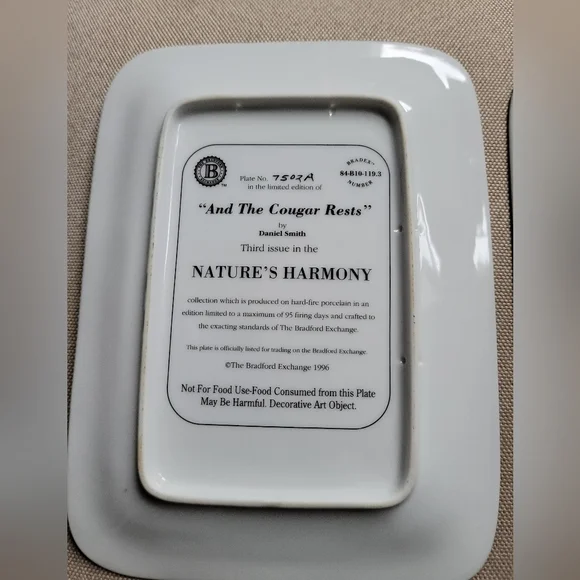 B
TM
Plate No. 7502A
in the limited edition of
BRADEX™
84-B10-119.3
NUMBER
"And The Cougar Rests"
by
Daniel Smith
Third issue in the
NATURE'S HARMONY
collection which is produced on hard-fire porcelain in an
edition limited to a maximum of 95 firing days and crafted to
the exacting standards of The Bradford Exchange.
This plate is officially listed for trading on the Bradford Exchange.
©The Bradford Exchange 1996
Not For Food Use-Food Consumed from this Plate
May Be Harmful. Decorative Art Object.